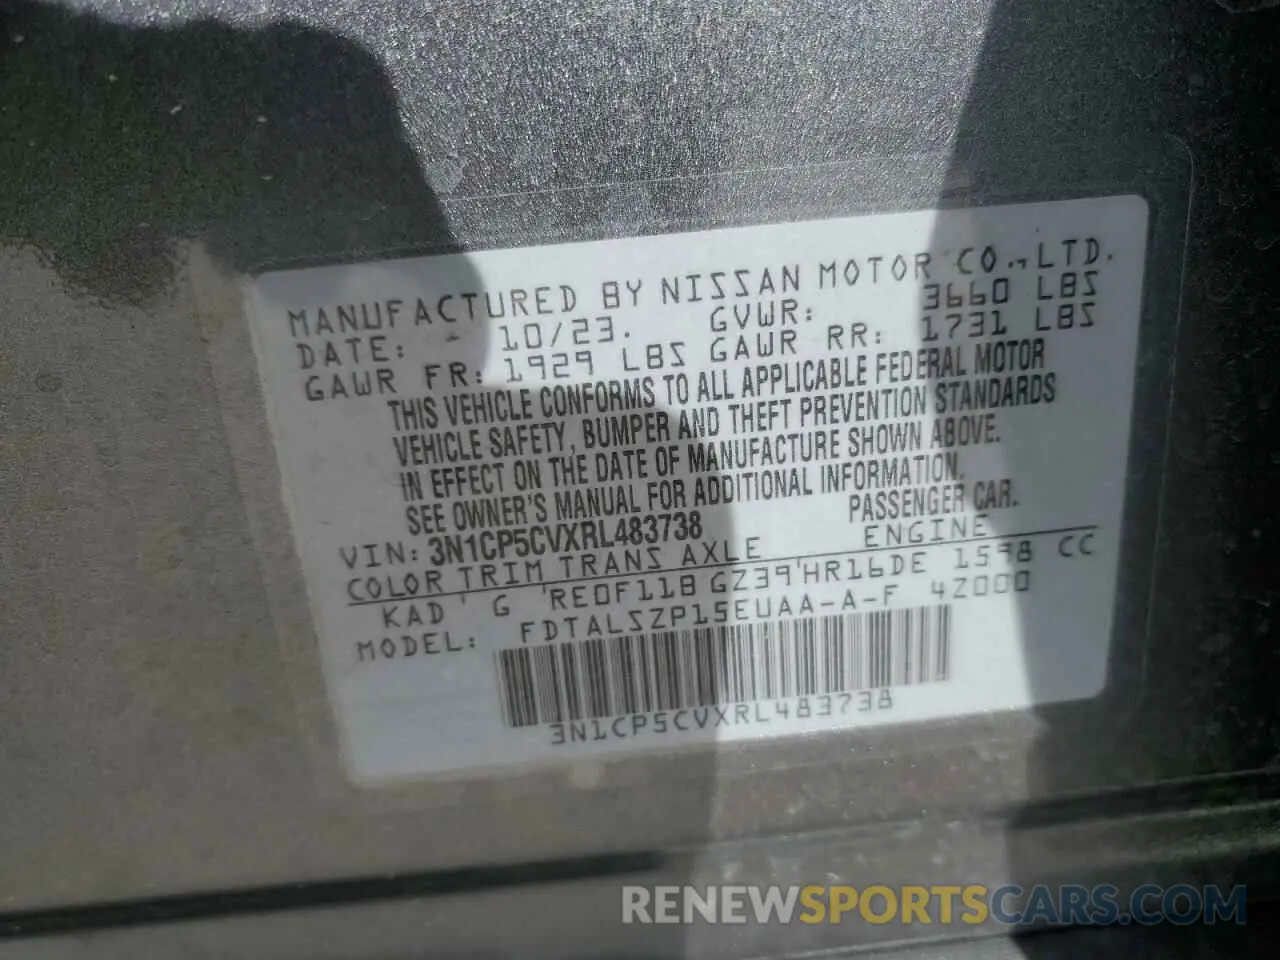 MANUFACTURED BY NISSAN MOTOR CO., LTD.
DATE: 10/23. GVWR: 3660 LBS
GAWR FR: 1929 LBS GAWR RR: 1731 LBS
THIS VEHICLE CONFORMS TO ALL APPLICABLE FEDERAL MOTOR
VEHICLE SAFETY, BUMPER AND THEFT PREVENTION STANDARDS
IN EFFECT ON THE DATE OF MANUFACTURE SHOWN ABOVE.
SEE OWNER'S MANUAL FOR ADDITIONAL INFORMATION.
VIN: 3N1CP5CVXRL483738 PASSENGER CAR.
COLOR TRIM TRANS AXLE ENGINE
KAD G RE0F11B GZ39 HR16DE 1598 CC
MODEL: FDTALSZP15EUAA-A-F 4Z000
3N1CP5CVXRL483738
RENEWSPORTSCARS.COM